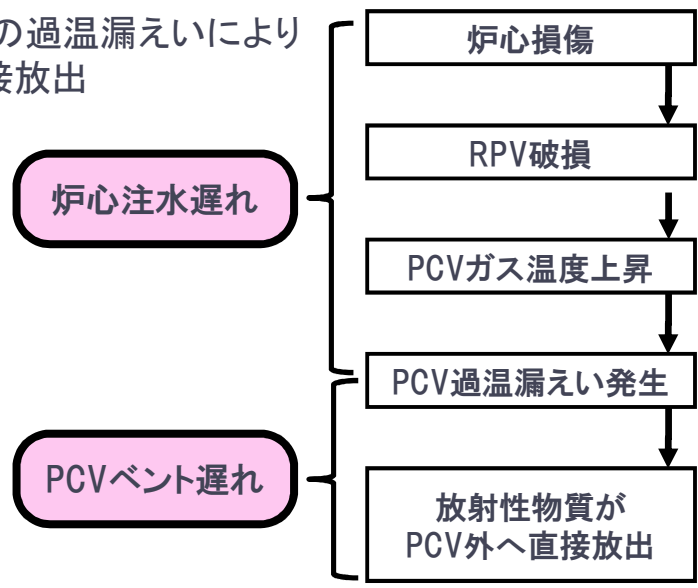 の過温漏えいにより
接放出
炉心損傷
RPV破損
炉心注水遅れ
PCVガス温度上昇
PCV過温漏えい発生
PCVベント遅れ
放射性物質が
PCV外へ直接放出